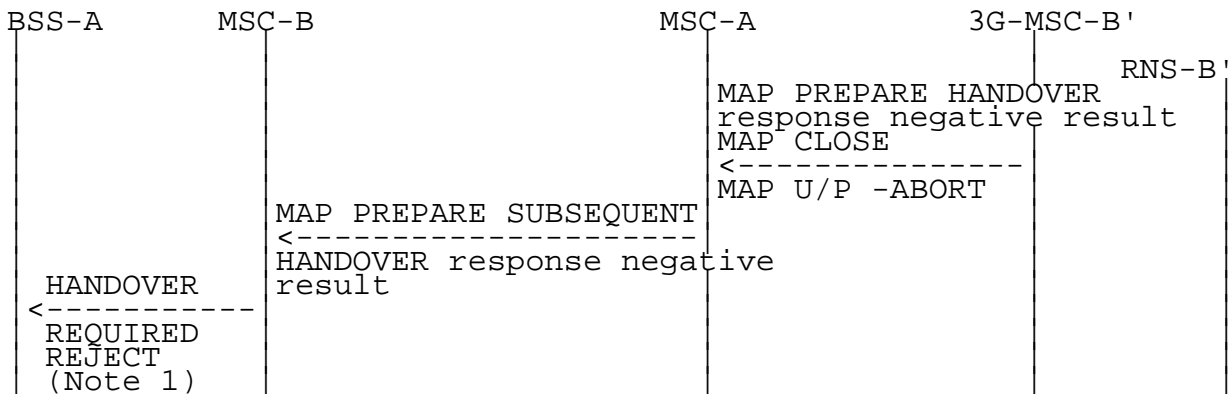 BSS-A MSC-B MSC-A 3G-MSC-B'
RNS-B'
MAP PREPARE HANDOVER
response negative result
MAP CLOSE
MAP U/P -ABORT
MAP PREPARE SUBSEQUENT
HANDOVER response negative
result
HANDOVER
REQUIRED
REJECT
(Note 1)